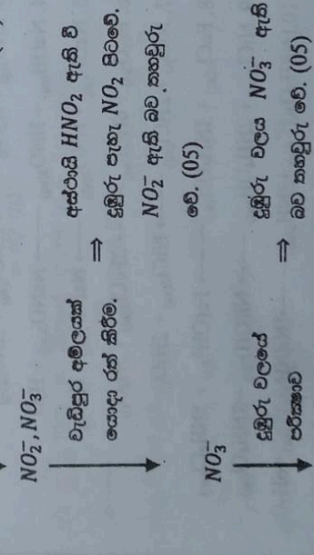 NO₂⁻, NO₃⁻
වැඩිපුර අම්ලයක්
යොදා රත් කිරීම.
⇒
අස්ථායී HNO₂ ඇති වී
දුඹුරු පැහැ NO₂ පිටවේ.
NO₂⁻ ඇති බව තහවුරු
වේ. (05)
NO₃⁻
දුඹුරු වලයේ
පරීක්ෂාව
⇒
දුඹුරු වලය NO₃⁻ ඇති
බව තහවුරු වේ. (05)